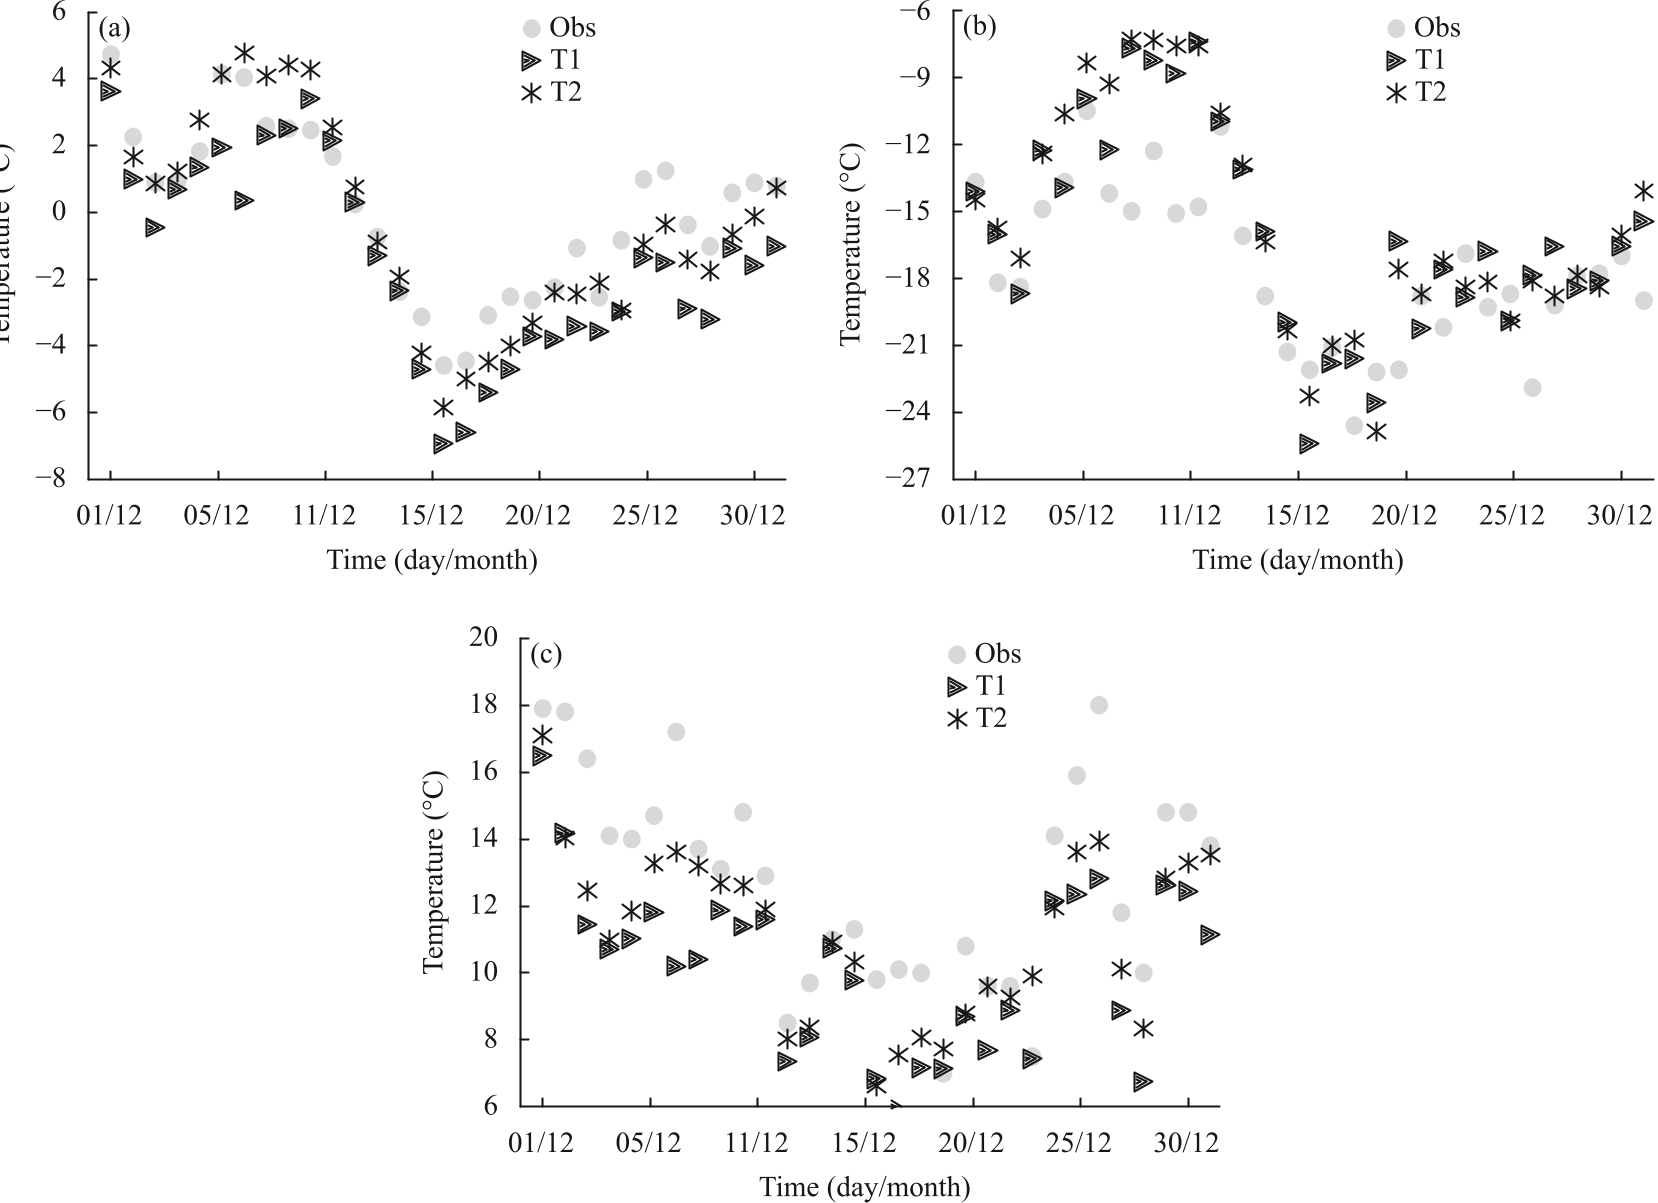 (a)
Obs
T1
T2
6
4
2
0
−2
−4
−6
−8
Temperature (°C)
01/12 05/12 11/12 15/12 20/12 25/12 30/12
Time (day/month)
(b)
Obs
T1
T2
−6
−9
−12
−15
−18
−21
−24
−27
Temperature (°C)
01/12 05/12 11/12 15/12 20/12 25/12 30/12
Time (day/month)
(c)
Obs
T1
T2
20
18
16
14
12
10
8
6
Temperature (°C)
01/12 05/12 11/12 15/12 20/12 25/12 30/12
Time (day/month)